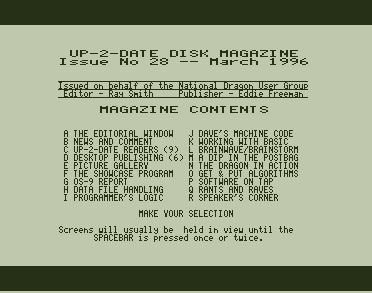 UP-2-DATE DISK MAGAZINE
Issue No 28 -- March 1996
Issued on behalf of the National Dragon User Group
Editor - Ray Smith Publisher - Eddie Freeman
MAGAZINE CONTENTS
A THE EDITORIAL WINDOW J DAVE'S MACHINE CODE
B NEWS AND COMMENT K WORKING WITH BASIC
C UP-2-DATE READERS (9) L BRAINWAVE/BRAINSTORM
D DESKTOP PUBLISHING (6) M A DIP IN THE POSTBAG
E PICTURE GALLERY N THE DRAGON IN ACTION
F THE SHOWCASE PROGRAM O GET & PUT ALGORITHMS
G OS-9 REPORT P SOFTWARE ON TAP
H DATA FILE HANDLING Q RANTS AND RAVES
I PROGRAMMER'S LOGIC R SPEAKER'S CORNER
MAKE YOUR SELECTION
Screens will usually be held in view until the
SPACEBAR is pressed once or twice.